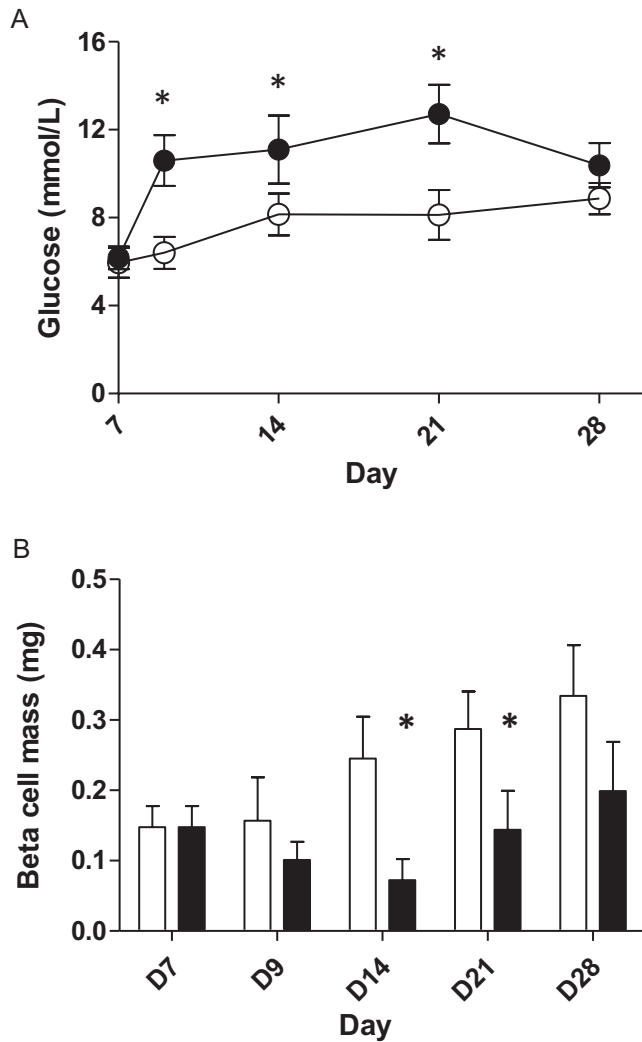 A
16
12
8
4
0
Glucose (mmol/L)
* * *
7 14 21 28
Day
B
0.5
0.4
0.3
0.2
0.1
0.0
Beta cell mass (mg)
* *
D7 D9 D14 D21 D28
Day